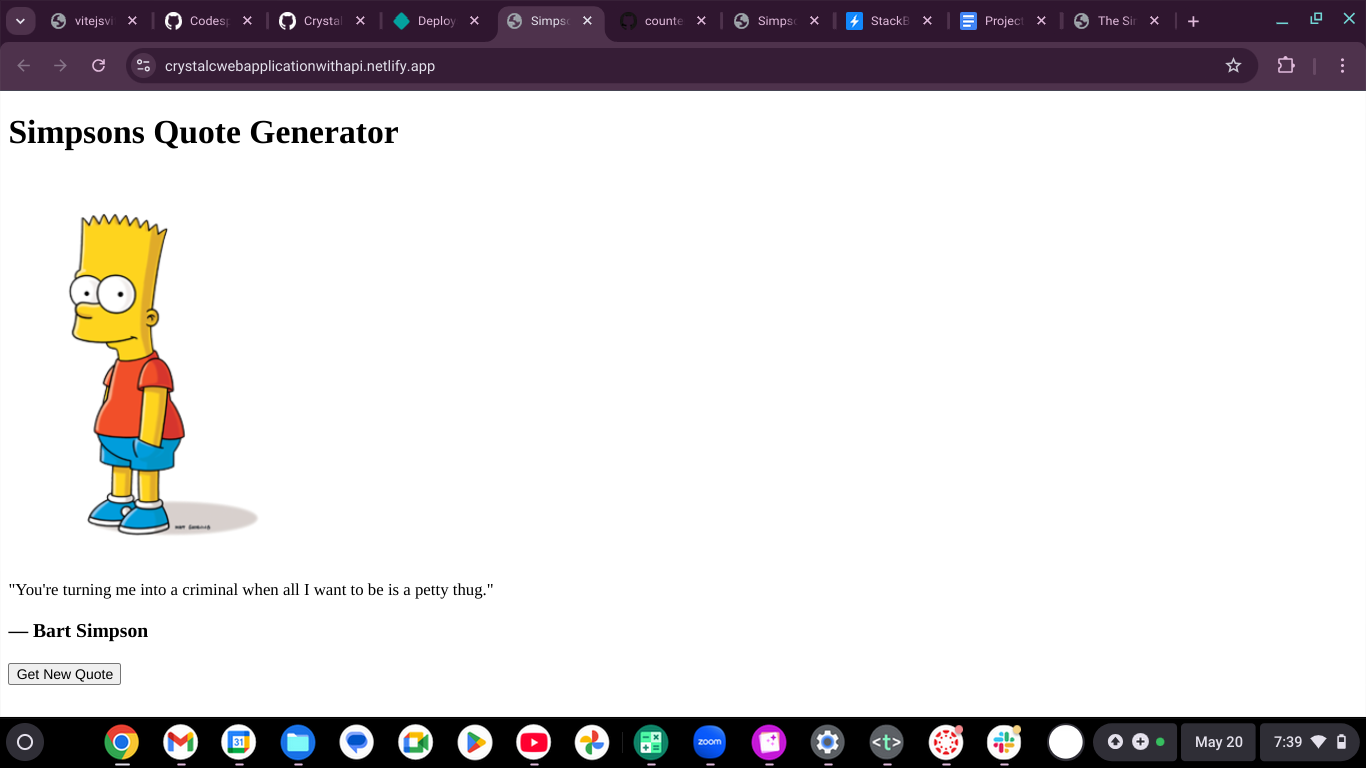 vitejsvi
Codesp
Crystal
Deploy
Simpso
counte
Simpso
StackB
Project
The Sim
crystalcwebapplicationwithapi.netlify.app
Simpsons Quote Generator
"You're turning me into a criminal when all I want to be is a petty thug."
— Bart Simpson
Get New Quote
31
zoom
<t>
May 20
7:39